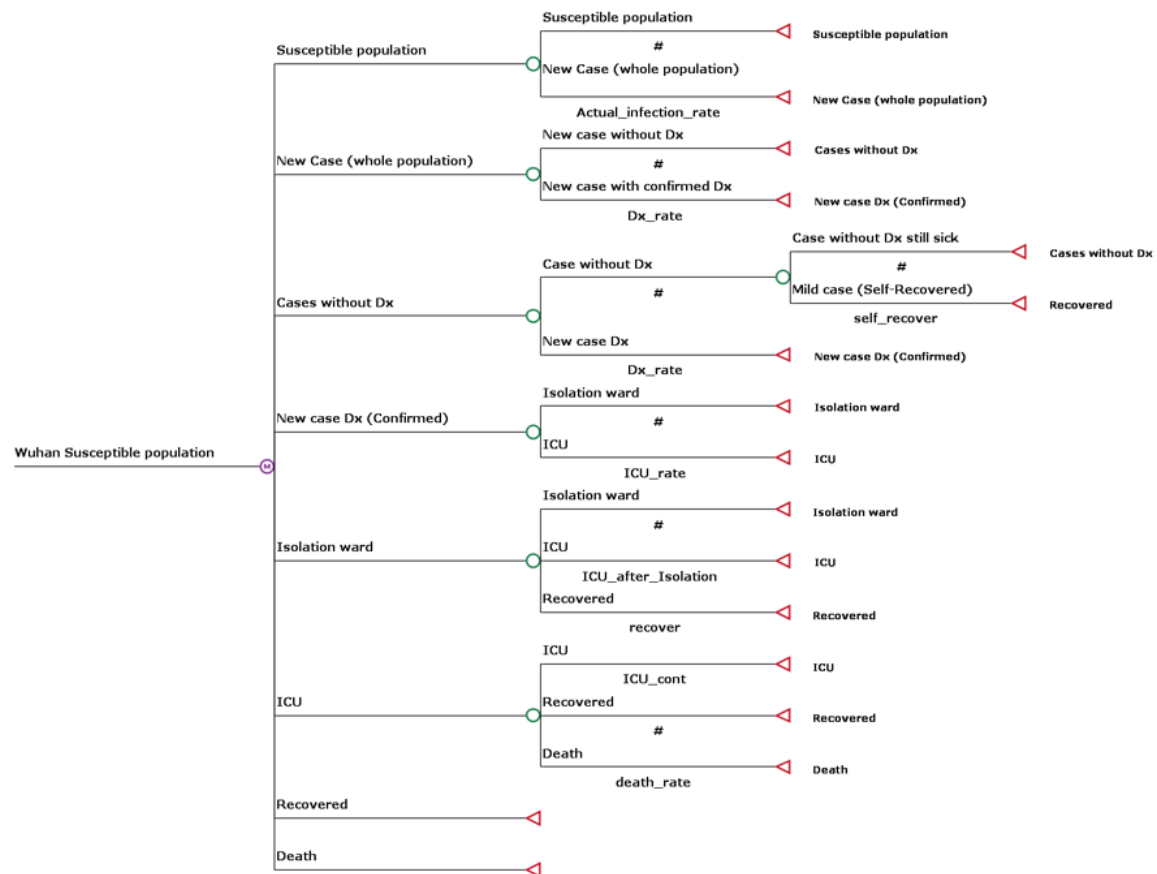 Susceptible population
Susceptible population
Susceptible population
#
New Case (whole population)
New Case (whole population)
Actual_infection_rate
New Case (whole population)
New case without Dx
Cases without Dx
#
New case with confirmed Dx
New case Dx (Confirmed)
Dx_rate
Cases without Dx
Case without Dx
#
Case without Dx still sick
Cases without Dx
#
Mild case (Self-Recovered)
Recovered
self_recover
New case Dx
New case Dx (Confirmed)
Dx_rate
New case Dx (Confirmed)
Isolation ward
Isolation ward
#
ICU
ICU
ICU_rate
Wuhan Susceptible population
M
Isolation ward
Isolation ward
Isolation ward
#
ICU
ICU
ICU_after_Isolation
Recovered
Recovered
recover
ICU
ICU
ICU
ICU_cont
Recovered
Recovered
#
Death
Death
death_rate
Recovered
Death